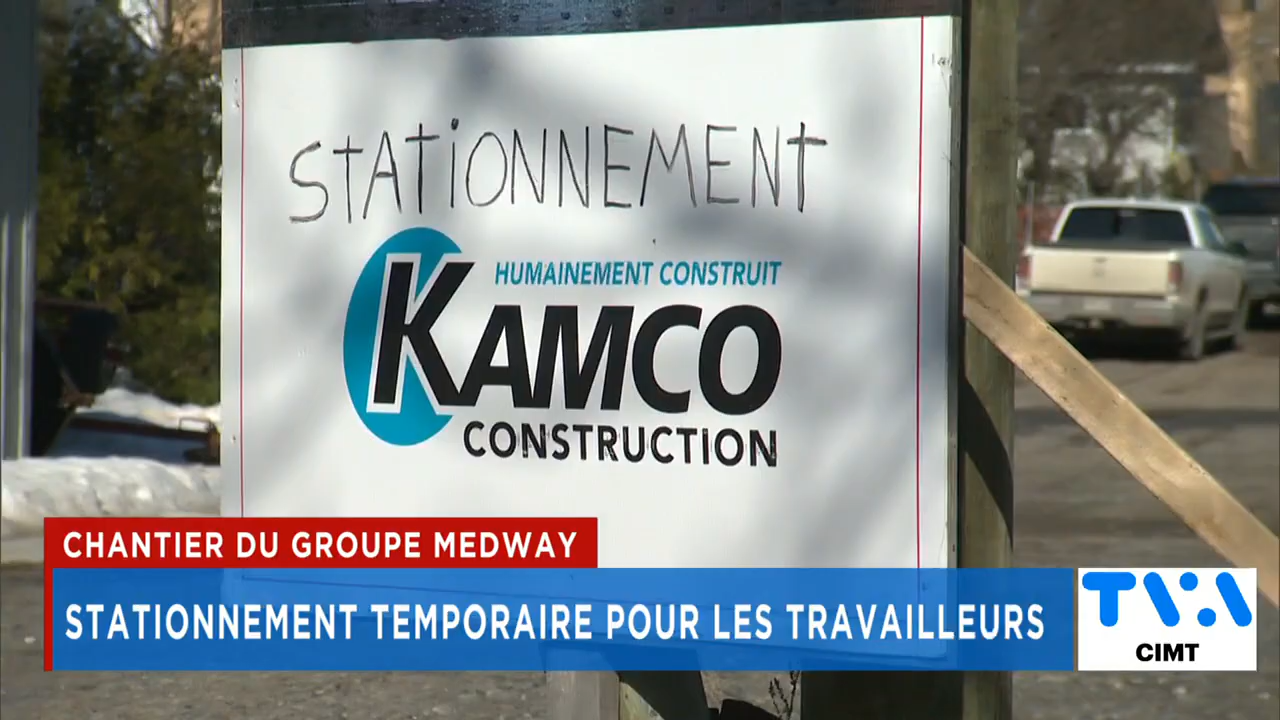 STATiONNEMENT
HUMAINEMENT CONSTRUIT
KAMCO
CONSTRUCTION
CHANTIER DU GROUPE MEDWAY
STATIONNEMENT TEMPORAIRE POUR LES TRAVAILLEURS
TVA
CIMT